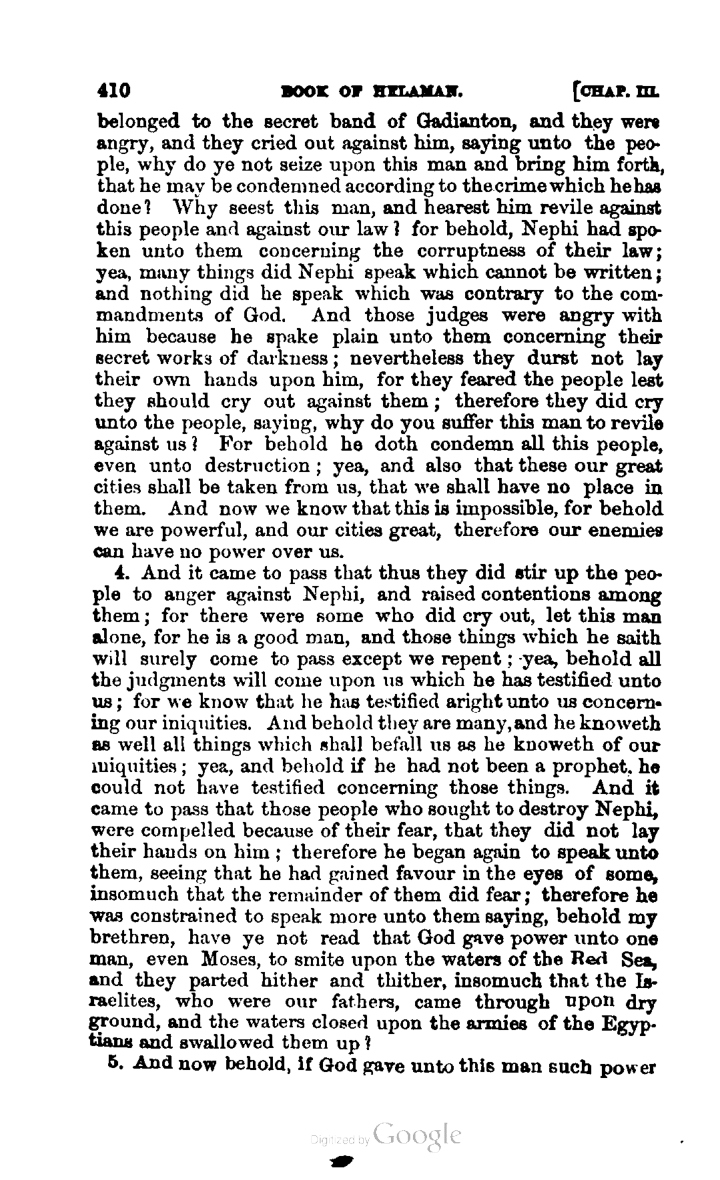 410 BOOK OF HELAMAN. [CHAP. III.
belonged to the secret band of Gadianton, and they were
angry, and they cried out against him, saying unto the peo-
ple, why do ye not seize upon this man and bring him forth,
that he may be condemned according to the crime which he has
done? Why seest this man, and hearest him revile against
this people and against our law? for behold, Nephi had spo-
ken unto them concerning the corruptness of their law;
yea, many things did Nephi speak which cannot be written;
and nothing did he speak which was contrary to the com-
mandments of God. And those judges were angry with
him because he spake plain unto them concerning their
secret works of darkness; nevertheless they durst not lay
their own hands upon him, for they feared the people lest
they should cry out against them; therefore they did cry
unto the people, saying, why do you suffer this man to revile
against us? For behold he doth condemn all this people,
even unto destruction; yea, and also that these our great
cities shall be taken from us, that we shall have no place in
them. And now we know that this is impossible, for behold
we are powerful, and our cities great, therefore our enemies
can have no power over us.
4. And it came to pass that thus they did stir up the peo-
ple to anger against Nephi, and raised contentions among
them; for there were some who did cry out, let this man
alone, for he is a good man, and those things which he saith
will surely come to pass except we repent; yea, behold all
the judgments will come upon us which he has testified unto
us; for we know that he has testified aright unto us concern-
ing our iniquities. And behold they are many, and he knoweth
as well all things which shall befall us as he knoweth of our
iniquities; yea, and behold if he had not been a prophet, he
could not have testified concerning those things. And it
came to pass that those people who sought to destroy Nephi,
were compelled because of their fear, that they did not lay
their hands on him; therefore he began again to speak unto
them, seeing that he had gained favour in the eyes of some,
insomuch that the remainder of them did fear; therefore he
was constrained to speak more unto them saying, behold my
brethren, have ye not read that God gave power unto one
man, even Moses, to smite upon the waters of the Red Sea,
and they parted hither and thither, insomuch that the Is-
raelites, who were our fathers, came through upon dry
ground, and the waters closed upon the armies of the Egyp-
tians and swallowed them up?
5. And now behold, if God gave unto this man such power
Digitized by Google